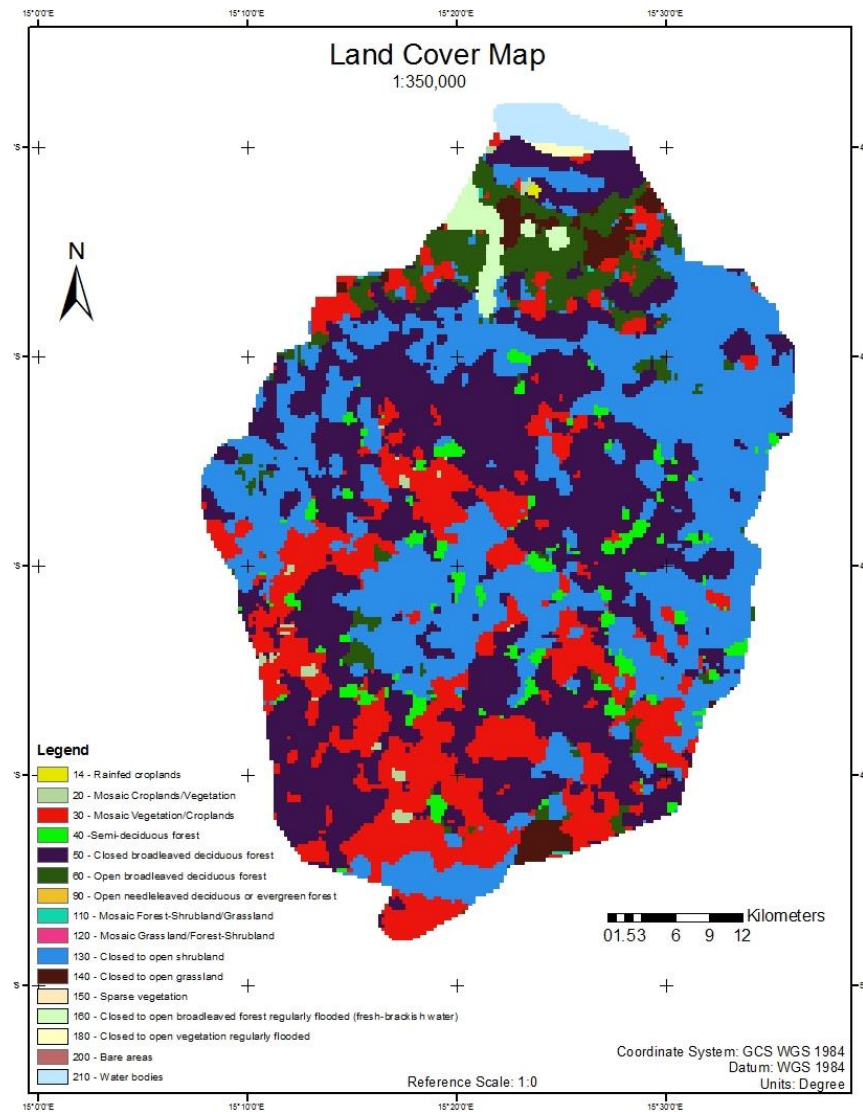 15°0'0"E 15°10'0"E 15°20'0"E 15°30'0"E
Land Cover Map
1:350,000
N
Legend
14 - Rainfed croplands
20 - Mosaic Croplands/Vegetation
30 - Mosaic Vegetation/Croplands
40 -Semi-deciduous forest
50 - Closed broadleaved deciduous forest
60 - Open broadleaved deciduous forest
90 - Open needleleaved deciduous or evergreen forest
110 - Mosaic Forest-Shrubland/Grassland
120 - Mosaic Grassland/Forest-Shrubland
130 - Closed to open shrubland
140 - Closed to open grassland
150 - Sparse vegetation
160 - Closed to open broadleaved forest regularly flooded (fresh-brackish water)
180 - Closed to open vegetation regularly flooded
200 - Bare areas
210 - Water bodies
Kilometers
01.53 6 9 12
Coordinate System: GCS WGS 1984
Datum: WGS 1984
Units: Degree
Reference Scale: 1:0
15°0'0"E 15°10'0"E 15°20'0"E 15°30'0"E